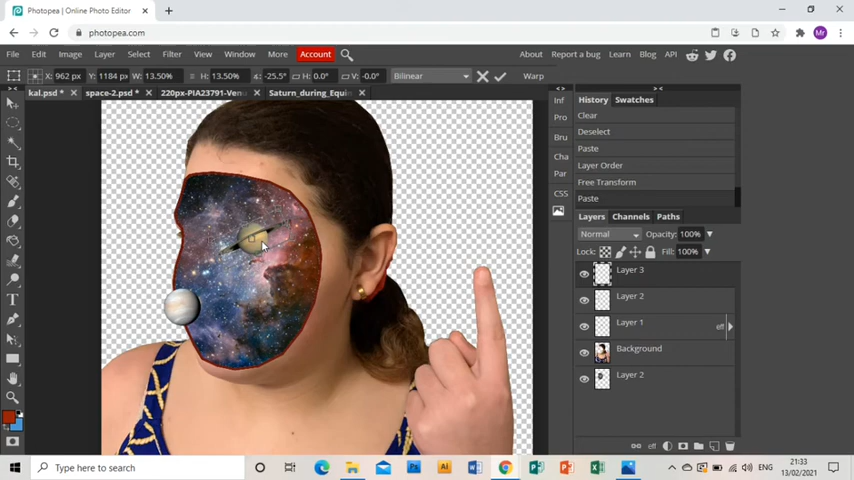 Photopea | Online Photo Editor
photopea.com
Mr
File Edit Image Layer Select Filter View Window More Account
About Report a bug Learn Blog API
X: 962 px Y: 1184 px W: 13.50% H: 13.50% -25.5° H: 0.0° V: -0.0° Bilinear Warp
kal.psd * space-2.psd * 220px-PIA23791-Ven Saturn_during_Equi
Inf
Pro
Bru
Cha
Par
CSS
History Swatches
Clear
Deselect
Paste
Layer Order
Free Transform
Paste
Layers Channels Paths
Normal Opacity: 100%
Lock: Fill: 100%
Layer 3
Layer 2
Layer 1 eff
Background
Layer 2
eff
Type here to search
ENG
21:33
13/02/2021